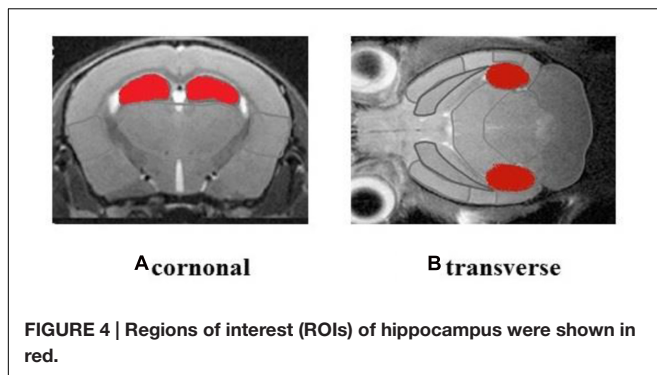 A cornonal
B transverse
FIGURE 4 | Regions of interest (ROIs) of hippocampus were shown in
red.